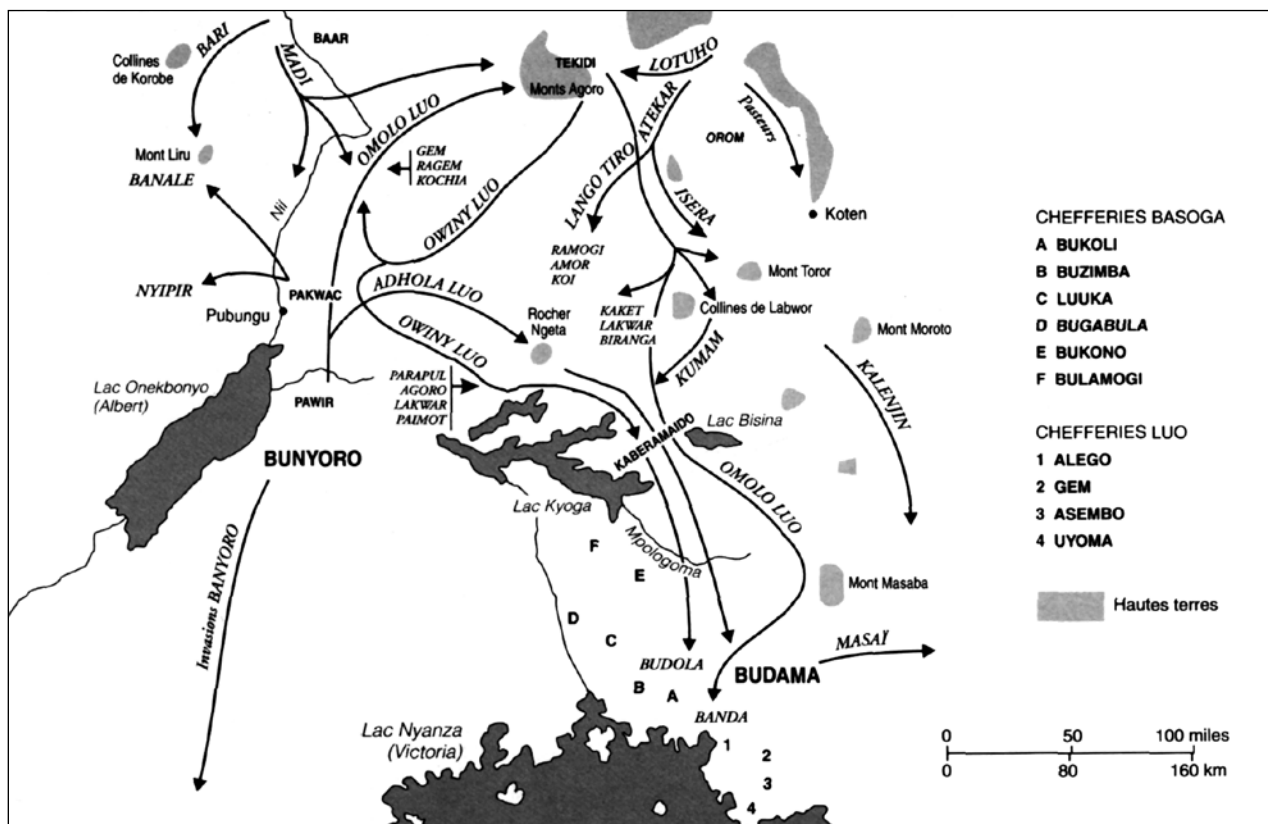 BARI
BAAR
Collines
de Korobe
MADI
TEKIDI
Monts Agoro
LOTUHO
Pasteurs
OROM
ATEKAR
OMOLO LUO
Mont Liru
BANALE
GEM
RAGEM
KOCHIA
LANGO TIRO
ISERA
Koten
Nil
OWINY LUO
RAMOGI
AMOR
KOI
NYIPIR
PAKWAC
Pubungu
ADHOLA LUO
Mont Toror
Rocher
Ngeta
KAKET
LAKWAR
BIRANGA
Collines de Labwor
Mont Moroto
OWINY LUO
KUMAM
KALENJIN
Lac Onekbonyo
(Albert)
PAWIR
PARAPUL
AGORO
LAKWAR
PAIMOT
Lac Bisina
KABERAMAIDO
BUNYORO
OMOLO LUO
Lac Kyoga
Mpologoma
F
E
Mont Masaba
Invasions BANYORO
D
C
BUDOLA
BUDAMA
MASAÏ
B
A
BANDA
Lac Nyanza
(Victoria)
1
2
3
4
CHEFFERIES BASOGA
A BUKOLI
B BUZIMBA
C LUUKA
D BUGABULA
E BUKONO
F BULAMOGI
CHEFFERIES LUO
1 ALEGO
2 GEM
3 ASEMBO
4 UYOMA
Hautes terres
0 50 100 miles
0 80 160 km